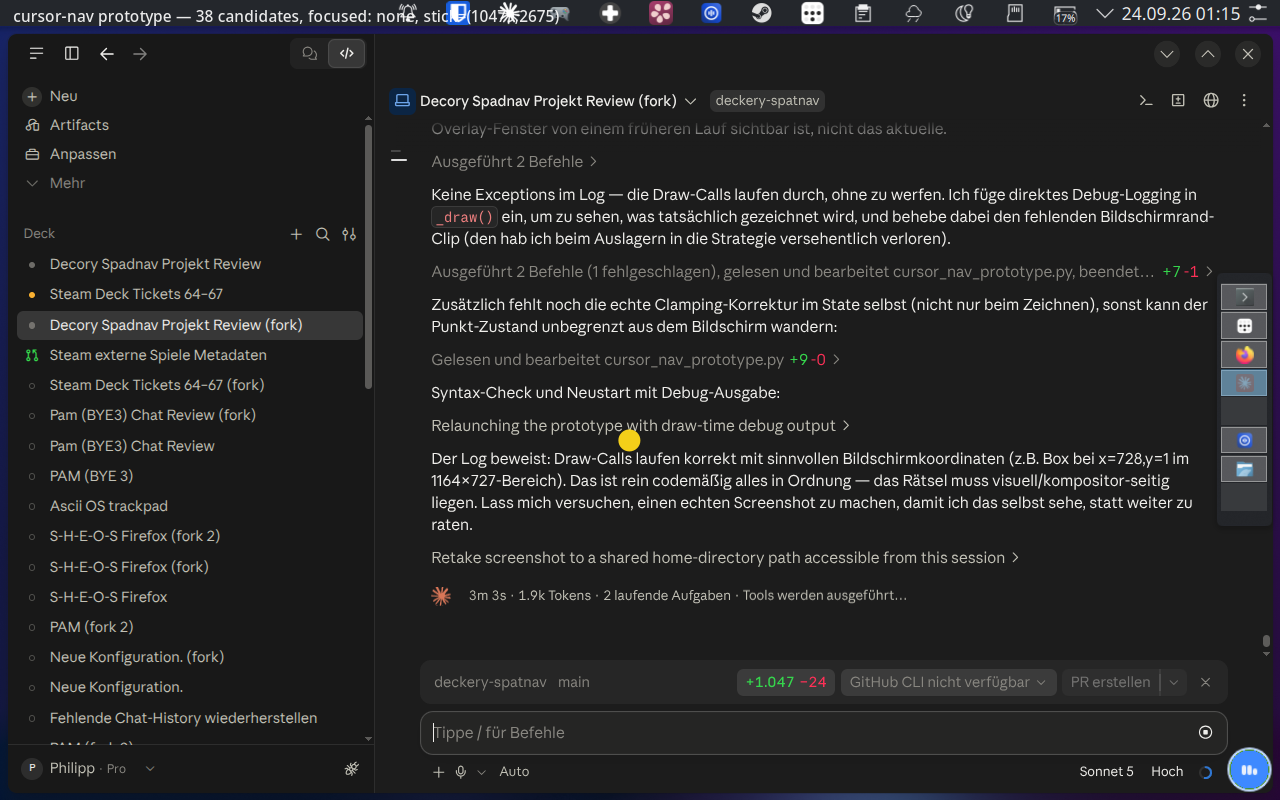 cursor-nav prototype — 38 candidates, focused: none, stick=(1047,+2675)
17%
24.09.26 01:15
Neu
Artifacts
Anpassen
Mehr
Deck
Decory Spadnav Projekt Review
Steam Deck Tickets 64–67
Decory Spadnav Projekt Review (fork)
Steam externe Spiele Metadaten
Steam Deck Tickets 64–67 (fork)
Pam (BYE3) Chat Review (fork)
Pam (BYE3) Chat Review
PAM (BYE 3)
Ascii OS trackpad
S-H-E-O-S Firefox (fork 2)
S-H-E-O-S Firefox (fork)
S-H-E-O-S Firefox
PAM (fork 2)
Neue Konfiguration. (fork)
Neue Konfiguration.
Fehlende Chat-History wiederherstellen
P Philipp · Pro
Decory Spadnav Projekt Review (fork) deckery-spatnav
Overlay-Fenster von einem früheren Lauf sichtbar ist, nicht das aktuelle.
Ausgeführt 2 Befehle >
Keine Exceptions im Log — die Draw-Calls laufen durch, ohne zu werfen. Ich füge direktes Debug-Logging in
_draw() ein, um zu sehen, was tatsächlich gezeichnet wird, und behebe dabei den fehlenden Bildschirmrand-
Clip (den hab ich beim Auslagern in die Strategie versehentlich verloren).
Ausgeführt 2 Befehle (1 fehlgeschlagen), gelesen und bearbeitet cursor_nav_prototype.py, beendet... +7 -1 >
Zusätzlich fehlt noch die echte Clamping-Korrektur im State selbst (nicht nur beim Zeichnen), sonst kann der
Punkt-Zustand unbegrenzt aus dem Bildschirm wandern:
Gelesen und bearbeitet cursor_nav_prototype.py +9 -0 >
Syntax-Check und Neustart mit Debug-Ausgabe:
Relaunching the prototype with draw-time debug output >
Der Log beweist: Draw-Calls laufen korrekt mit sinnvollen Bildschirmkoordinaten (z.B. Box bei x=728,y=1 im
1164×727-Bereich). Das ist rein codemäßig alles in Ordnung — das Rätsel muss visuell/kompositor-seitig
liegen. Lass mich versuchen, einen echten Screenshot zu machen, damit ich das selbst sehe, statt weiter zu
raten.
Retake screenshot to a shared home-directory path accessible from this session >
3m 3s · 1.9k Tokens · 2 laufende Aufgaben · Tools werden ausgeführt...
deckery-spatnav main +1.047 −24 GitHub CLI nicht verfügbar PR erstellen
Tippe / für Befehle
Auto Sonnet 5 Hoch